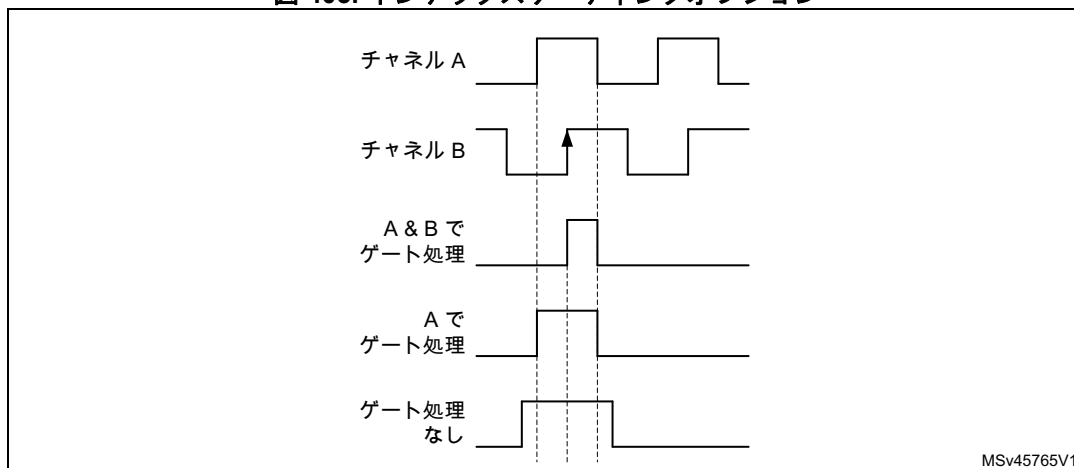 チャネル A
チャネル B
A & B で
ゲート処理
A で
ゲート処理
ゲート処理
なし
MSv45765V1